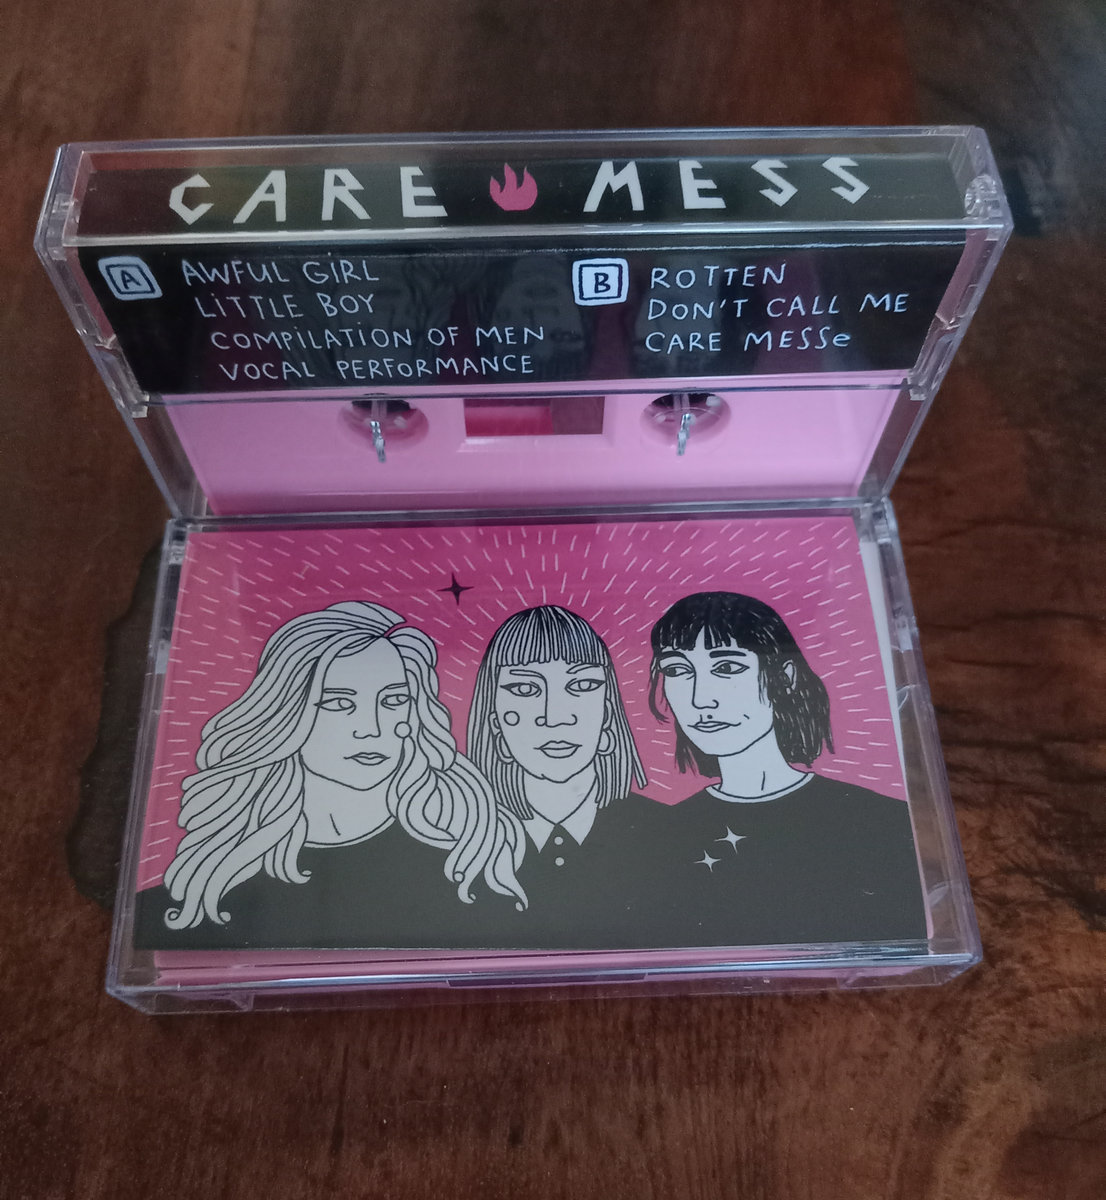 CARE MESS
A AWFUL GIRL
LITTLE BOY
COMPILATION OF MEN
VOCAL PERFORMANCE
B ROTTEN
DON'T CALL ME
CARE MESSe